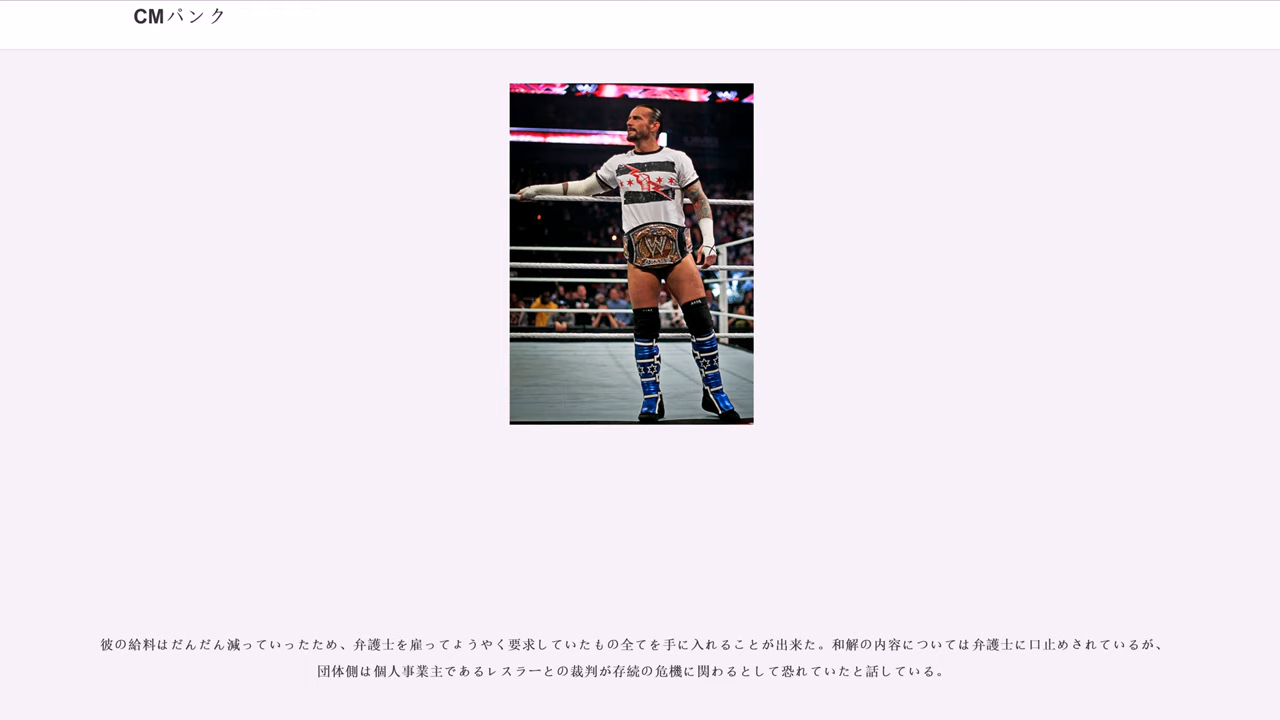 CMパンク
彼の給料はだんだん減っていったため、弁護士を雇ってようやく要求していたもの全てを手に入れることが出来た。和解の内容については弁護士に口止めされているが、
団体側は個人事業主であるレスラーとの裁判が存続の危機に関わるとして恐れていたと話している。